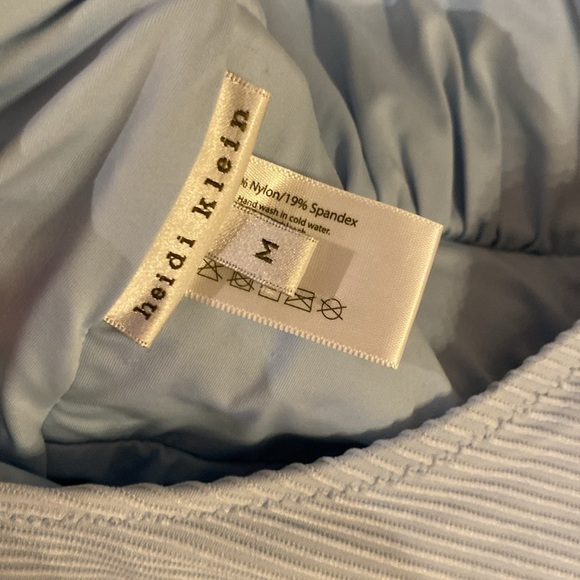 heidi klein
% Nylon/19% Spandex
Hand wash in cold water.
M